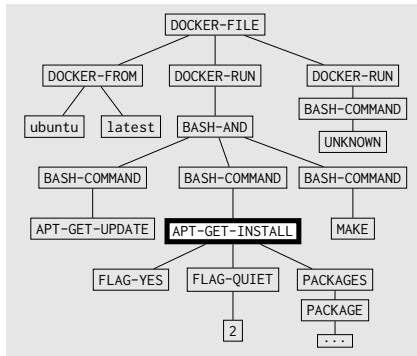 DOCKER-FILE
DOCKER-FROM DOCKER-RUN DOCKER-RUN
BASH-COMMAND
ubuntu latest BASH-AND
UNKNOWN
BASH-COMMAND BASH-COMMAND BASH-COMMAND
APT-GET-UPDATE APT-GET-INSTALL MAKE
FLAG-YES FLAG-QUIET PACKAGES
PACKAGE
2
...